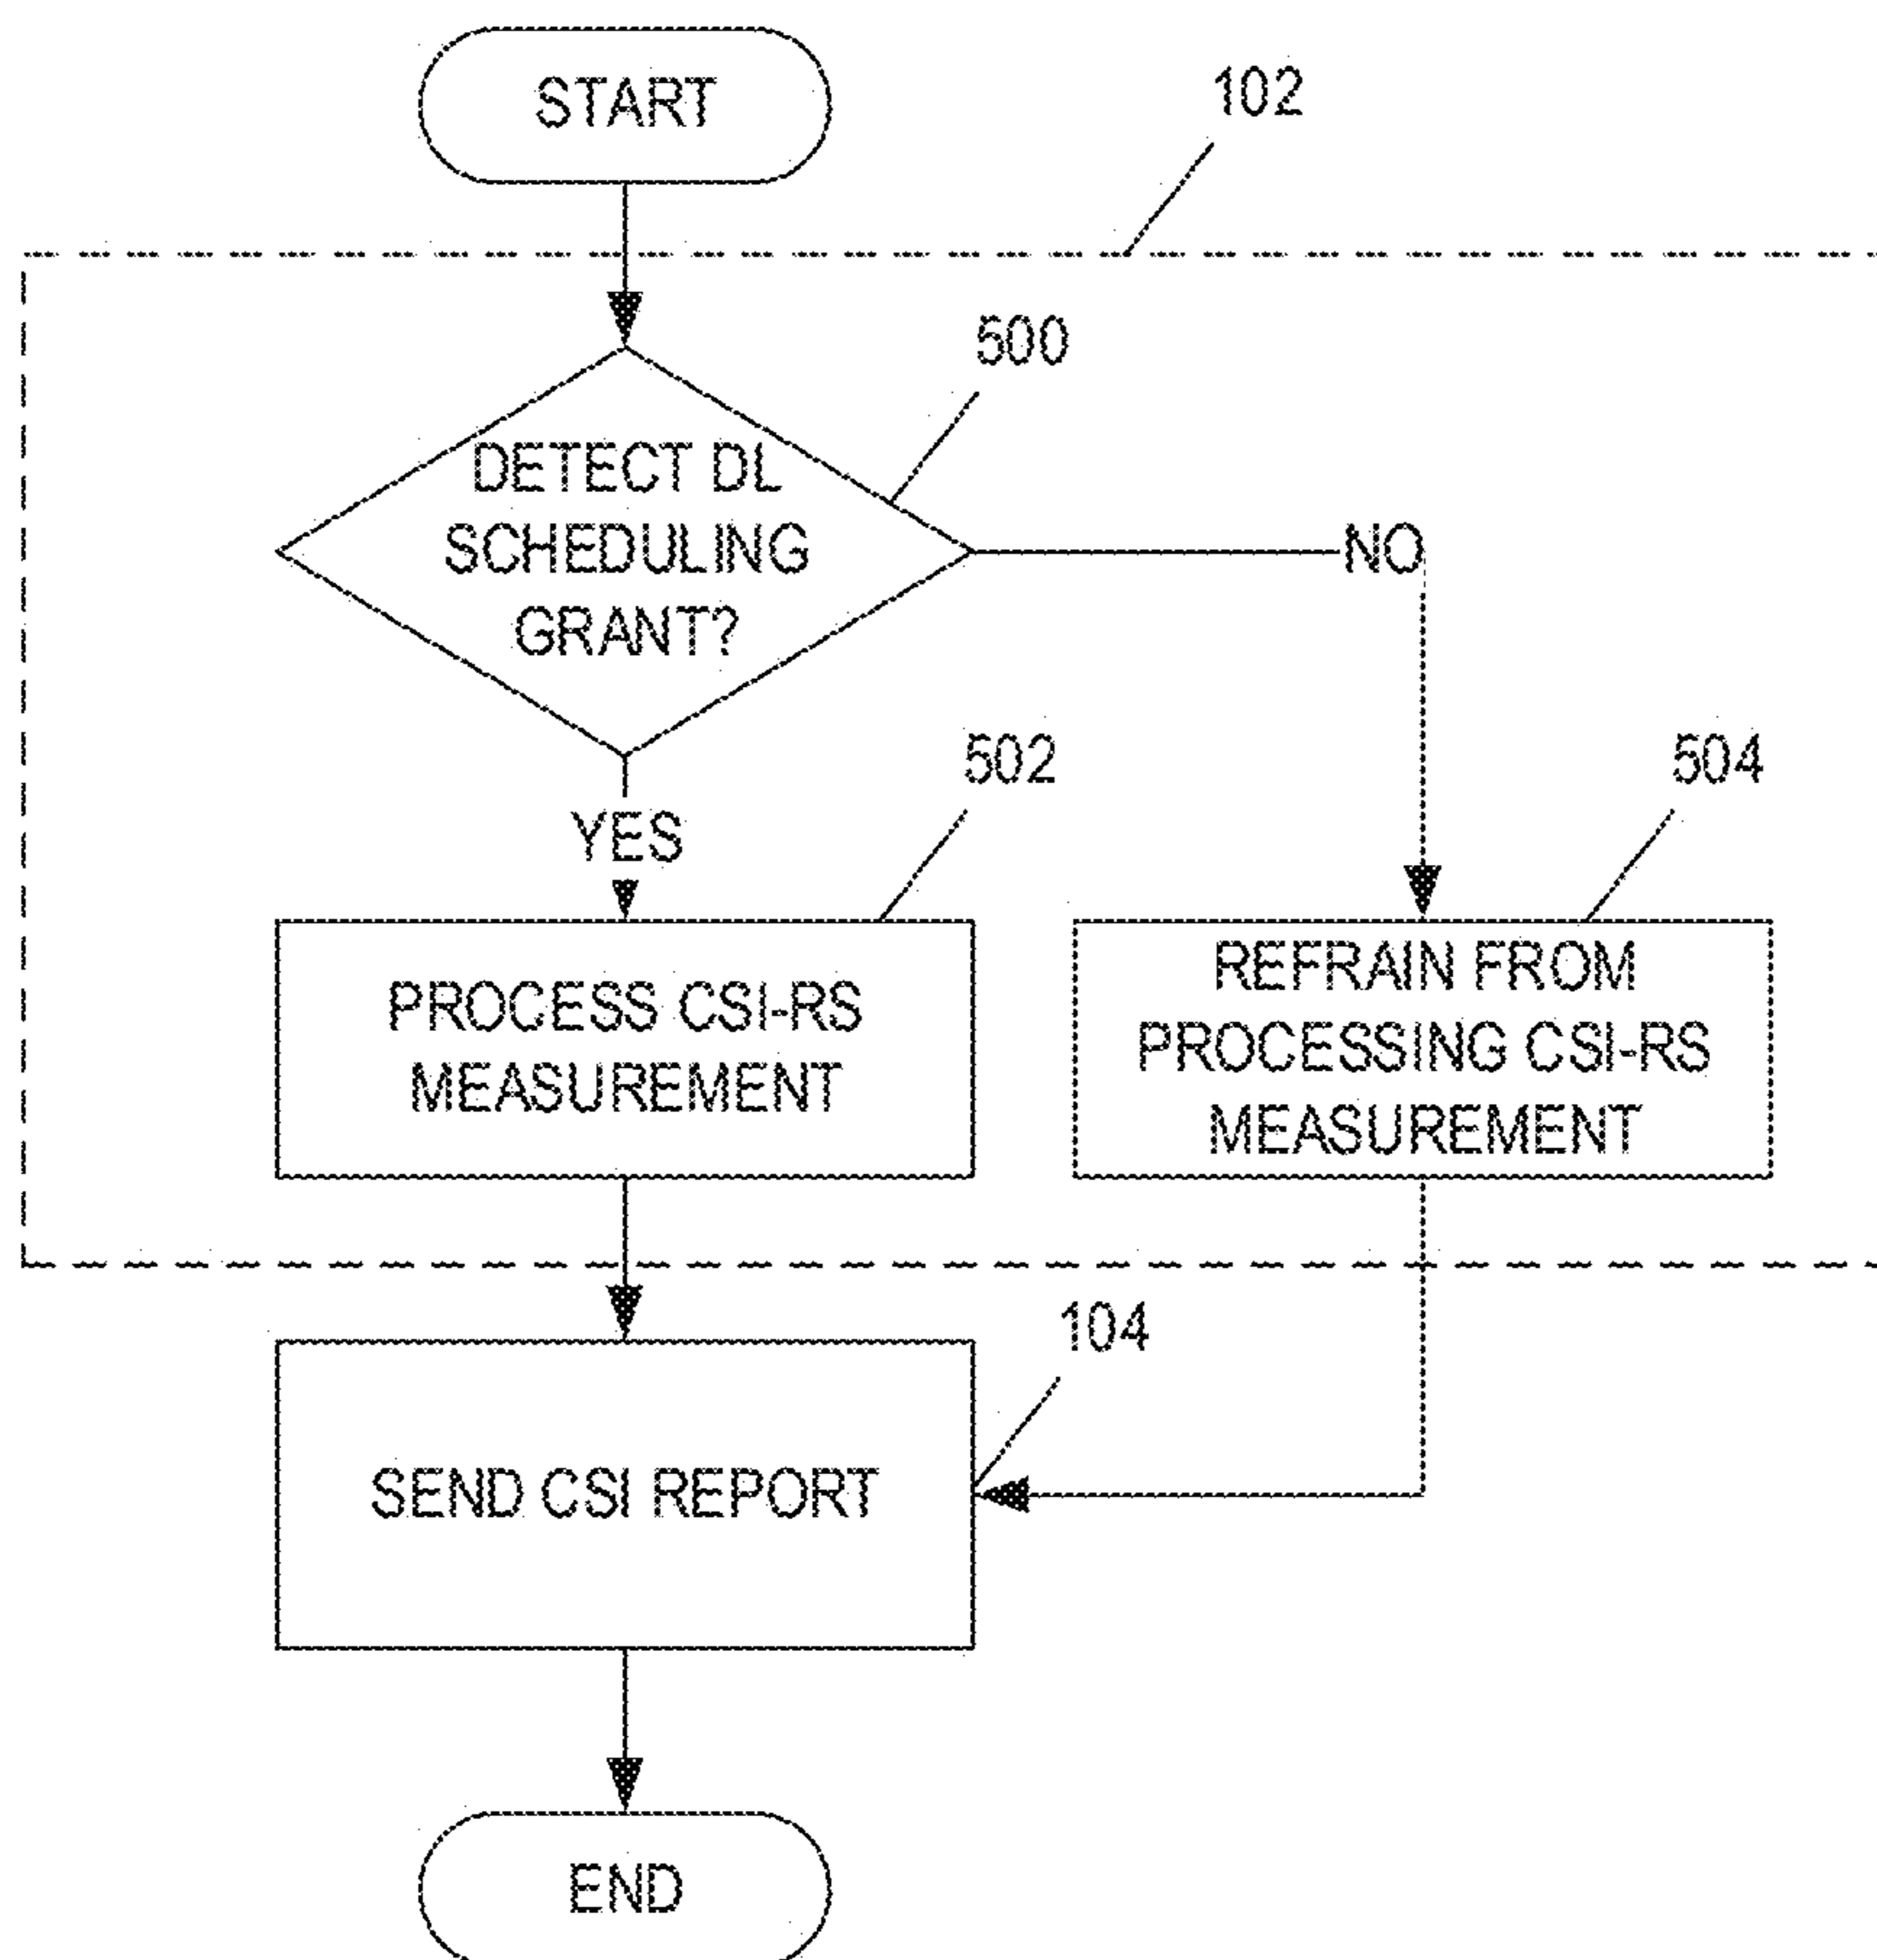 START
102
500
DETECT DL
SCHEDULING
GRANT?
NO
502
504
YES
PROCESS CSI-RS
MEASUREMENT
REFRAIN FROM
PROCESSING CSI-RS
MEASUREMENT
104
SEND CSI REPORT
END